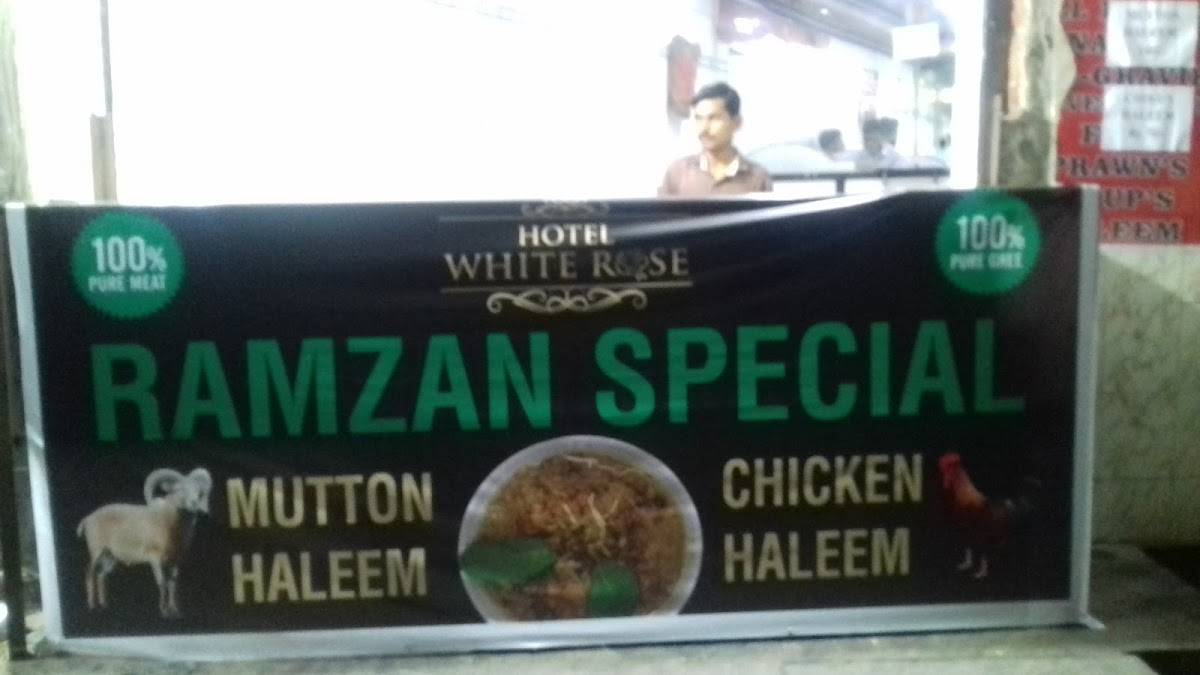 100%
PURE MEAT
HOTEL
WHITE ROSE
100%
PURE GHEE
RAMZAN SPECIAL
MUTTON
HALEEM
CHICKEN
HALEEM
PRAWN'S